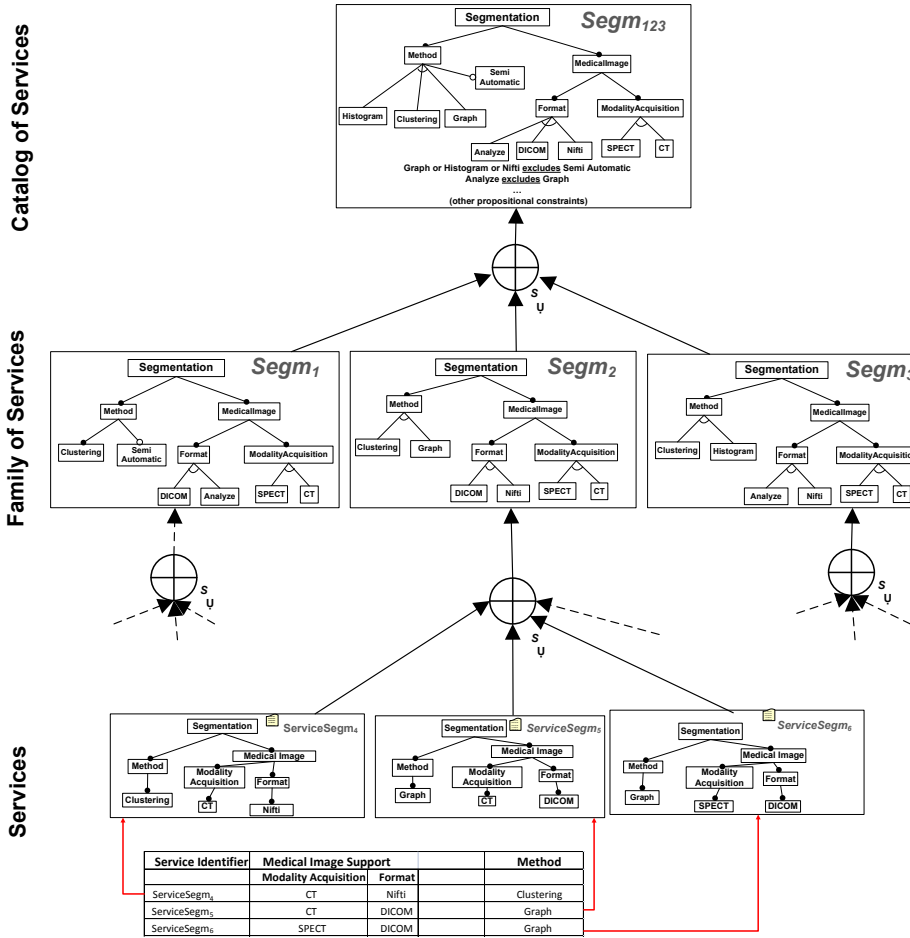 Catalog of Services
Segmentation
Segm123
Method
MedicalImage
Semi
Automatic
Histogram
Clustering
Graph
Format
ModalityAcquisition
Analyze
DICOM
Nifti
SPECT
CT
Graph or Histogram or Nifti excludes Semi Automatic
Analyze excludes Graph
...
(other propositional constraints)
S
Ụ
Family of Services
Segmentation
Segm1
Method
MedicalImage
Clustering
Semi
Automatic
Format
ModalityAcquisition
DICOM
Analyze
SPECT
CT
Segmentation
Segm2
Method
MedicalImage
Clustering
Graph
Format
ModalityAcquisition
DICOM
Nifti
SPECT
CT
Segmentation
Segm3
Method
MedicalImage
Clustering
Histogram
Format
ModalityAcquisition
Analyze
Nifti
SPECT
CT
S
Ụ
S
Ụ
S
Ụ
Services
Segmentation
ServiceSegm4
Method
Medical Image
Modality
Acquisition
Format
Clustering
CT
Nifti
Segmentation
ServiceSegm5
Method
Medical Image
Modality
Acquisition
Format
Graph
CT
DICOM
Segmentation
ServiceSegm6
Method
Medical Image
Modality
Acquisition
Format
Graph
SPECT
DICOM
Service Identifier Medical Image Support Method
Modality Acquisition Format
ServiceSegm4 CT Nifti Clustering
ServiceSegm5 CT DICOM Graph
ServiceSegm6 SPECT DICOM Graph